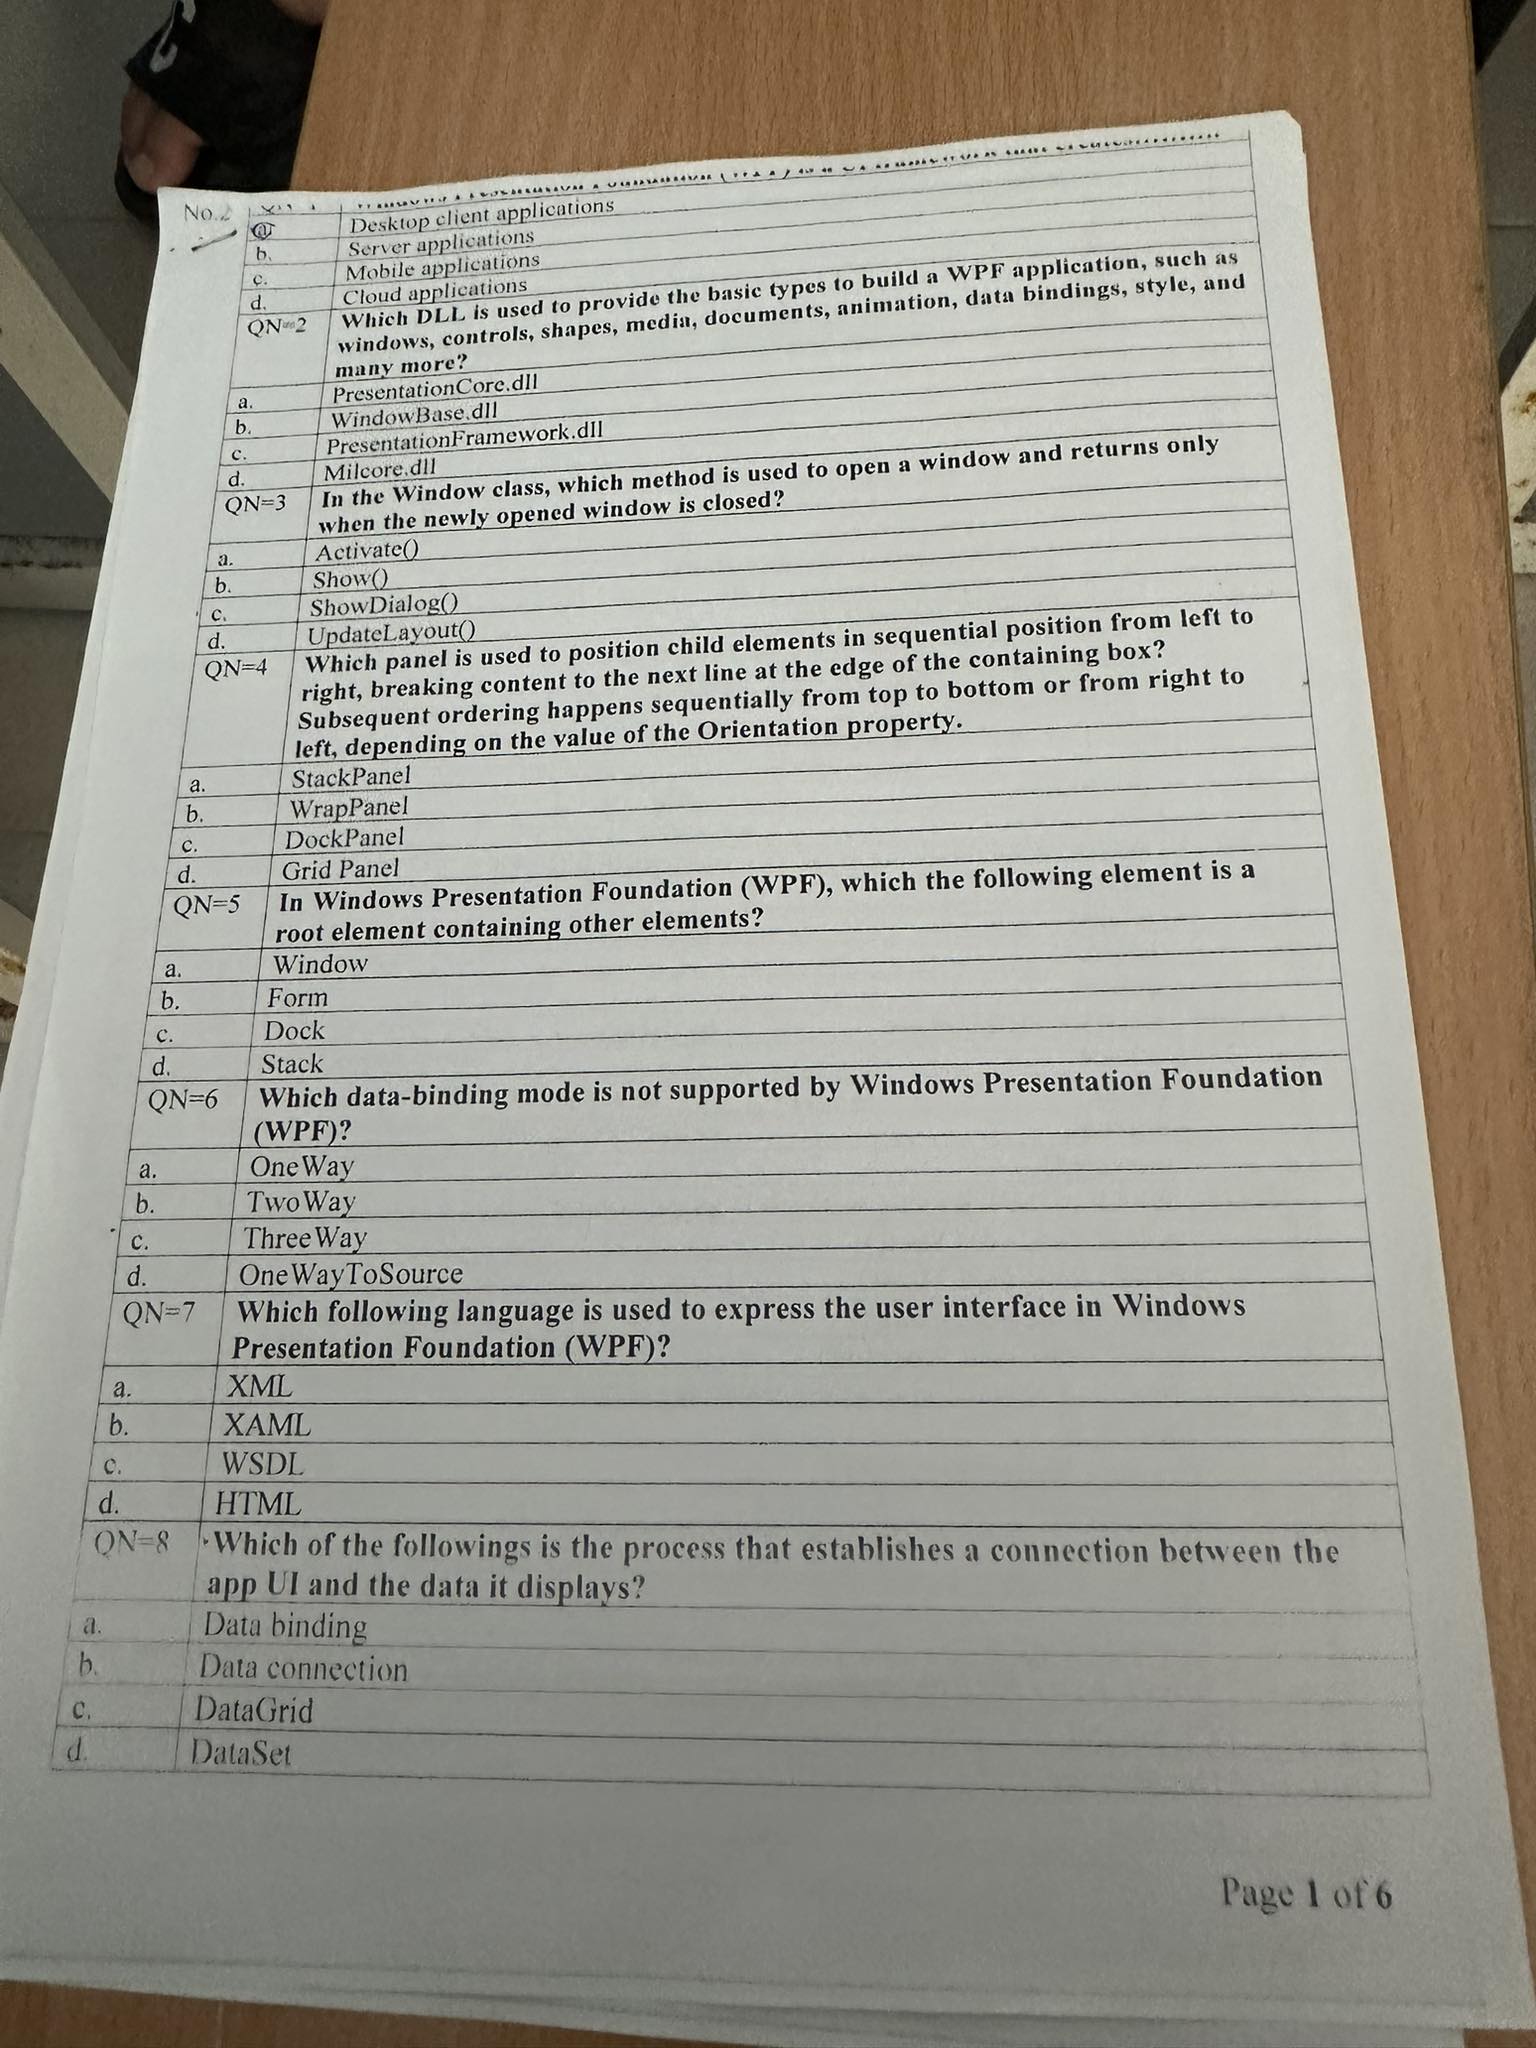 No.2
a. Desktop client applications
b. Server applications
c. Mobile applications
d. Cloud applications
QN=2 Which DLL is used to provide the basic types to build a WPF application, such as
windows, controls, shapes, media, documents, animation, data bindings, style, and
many more?
a. PresentationCore.dll
b. WindowBase.dll
c. PresentationFramework.dll
d. Milcore.dll
QN=3 In the Window class, which method is used to open a window and returns only
when the newly opened window is closed?
a. Activate()
b. Show()
c. ShowDialog()
d. UpdateLayout()
QN=4 Which panel is used to position child elements in sequential position from left to
right, breaking content to the next line at the edge of the containing box?
Subsequent ordering happens sequentially from top to bottom or from right to
left, depending on the value of the Orientation property.
a. StackPanel
b. WrapPanel
c. DockPanel
d. Grid Panel
QN=5 In Windows Presentation Foundation (WPF), which the following element is a
root element containing other elements?
a. Window
b. Form
c. Dock
d. Stack
QN=6 Which data-binding mode is not supported by Windows Presentation Foundation
(WPF)?
a. OneWay
b. TwoWay
c. ThreeWay
d. OneWayToSource
QN=7 Which following language is used to express the user interface in Windows
Presentation Foundation (WPF)?
a. XML
b. XAML
c. WSDL
d. HTML
QN=8 Which of the followings is the process that establishes a connection between the
app UI and the data it displays?
a. Data binding
b. Data connection
c. DataGrid
d. DataSet
Page 1 of 6